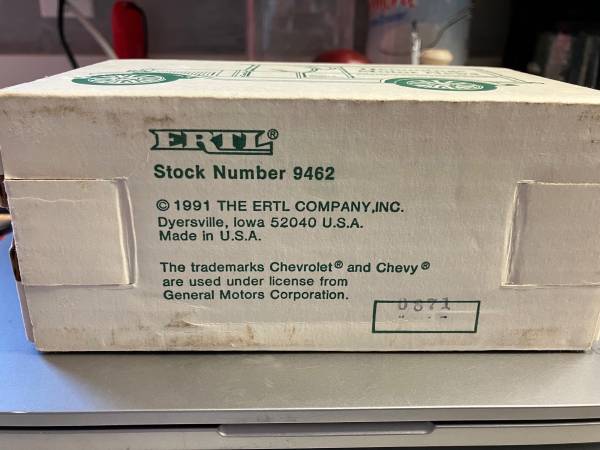 ERTL®
Stock Number 9462
© 1991 THE ERTL COMPANY, INC.
Dyersville, Iowa 52040 U.S.A.
Made in U.S.A.
The trademarks Chevrolet® and Chevy®
are used under license from
General Motors Corporation.
0871